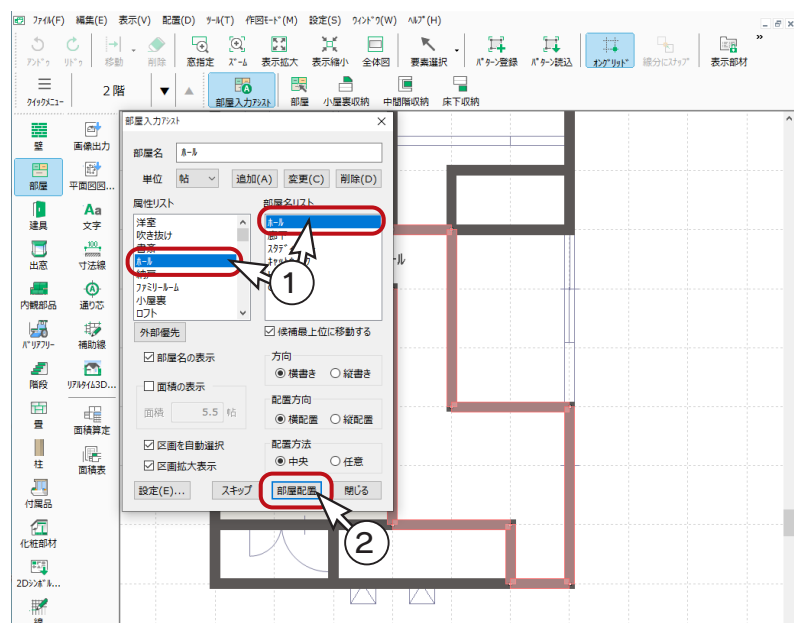 ﾌｧｲﾙ(F) 編集(E) 表示(V) 配置(D) ﾂｰﾙ(T) 作図ﾓｰﾄﾞ(M) 設定(S) ｳｨﾝﾄﾞｳ(W) ﾍﾙﾌﾟ(H)
ｱﾝﾄﾞｩ ﾘﾄﾞｩ 移動 削除 窓指定 ｽﾞｰﾑ 表示拡大 表示縮小 全体図 要素選択 ﾊﾟﾀｰﾝ登録 ﾊﾟﾀｰﾝ読込 ｵﾝｸﾞﾘｯﾄﾞ 線分にｽﾅｯﾌﾟ 表示部材
ｸｲｯｸﾒﾆｭｰ 2 階 部屋入力ｱｼｽﾄ 部屋 小屋裏収納 中間階収納 床下収納
壁 画像出力
部屋 平面図図...
建具 文字
Aa
出窓 寸法線
100
内観部品 通り芯
ﾊﾞﾘｱﾌﾘｰ 補助線
階段 ﾘｱﾙﾀｲﾑ3D...
畳 面積算定
柱 面積表
付属品
化粧部材
2Dｼﾝﾎﾞﾙ...
線
部屋入力ｱｼｽﾄ
部屋名 ﾎｰﾙ
単位 帖 追加(A) 変更(C) 削除(D)
属性リスト 部屋名リスト
洋室
吹き抜け
書斎
ﾎｰﾙ
納戸
ﾌｧﾐﾘｰﾙｰﾑ
小屋裏
ロフト
ﾎｰﾙ
廊下
1
外部優先 候補最上位に移動する
部屋名の表示 方向
横書き 縦書き
面積の表示
面積 5.5 帖
配置方向
横配置 縦配置
区画を自動選択 配置方法
区画拡大表示 中央 任意
設定(E)... スキップ 部屋配置 閉じる
2